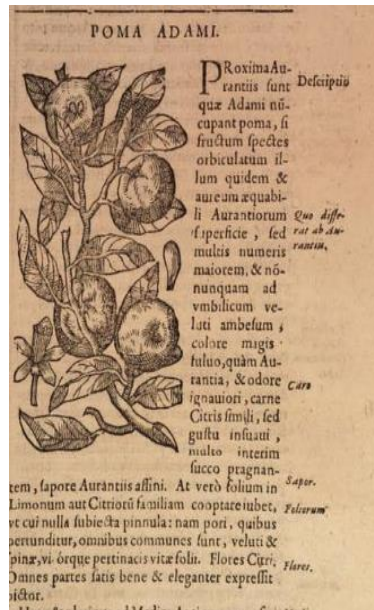 POMA ADAMI.
PRoxima Au-
rantiis sunt
quæ Adami nũ-
cupant poma, si
fructum spectes
orbiculatum il-
lum quidem &
aureum æquabi-
li Aurantiorum
superficie, sed
multis numeris
maiorem, & nõ-
nunquam ad
vmbilicum ve-
luti ambesum,
colore magis
fuluo, quàm Au-
rantia, & odore
ignauiori, carne
Citris simili, sed
gustu insuaui,
multo interim
succo prægnan-
tem, sapore Aurantiis affini. At verò folium in
Limonum aut Citriorũ familiam cooptare iubet,
vt cui nulla subiecta pinnula: nam pori, quibus
pertunditur, omnibus communes sunt, veluti &
spinæ, pertinacis vitæ folii. Flores Citri,
Omnes partes satis bene & eleganter expressit
pictor.
Descriptio
Quo diffe-
rat ab Au-
rantiis.
Caro
Sapor.
Foliorum
Flores.